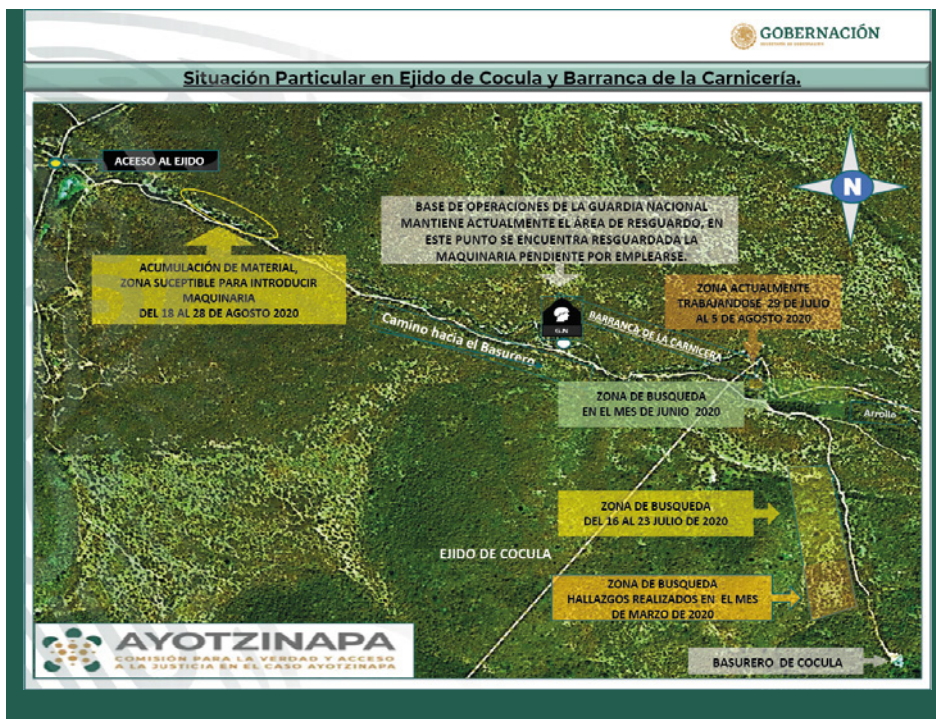 GOBERNACIÓN
SECRETARÍA DE GOBERNACIÓN
Situación Particular en Ejido de Cocula y Barranca de la Carnicería.
ACEESO AL EJIDO
N
BASE DE OPERACIONES DE LA GUARDIA NACIONAL
MANTIENE ACTUALMENTE EL ÁREA DE RESGUARDO, EN
ESTE PUNTO SE ENCUENTRA RESGUARDADA LA
MAQUINARIA PENDIENTE POR EMPLEARSE.
ACUMULACIÓN DE MATERIAL,
ZONA SUCEPTIBLE PARA INTRODUCIR
MAQUINARIA
DEL 18 AL 28 DE AGOSTO 2020
ZONA ACTUALMENTE
TRABAJANDOSE 29 DE JULIO
AL 5 DE AGOSTO 2020
G.N
BARRANCA DE LA CARNICERA
Camino hacia el Basurero
ZONA DE BUSQUEDA
EN EL MES DE JUNIO 2020
Arrollo
ZONA DE BUSQUEDA
DEL 16 AL 23 JULIO DE 2020
EJIDO DE COCULA
ZONA DE BUSQUEDA
HALLAZGOS REALIZADOS EN EL MES
DE MARZO DE 2020
AYOTZINAPA
COMISIÓN PARA LA VERDAD Y ACCESO
A LA JUSTICIA EN EL CASO AYOTZINAPA
BASURERO DE COCULA